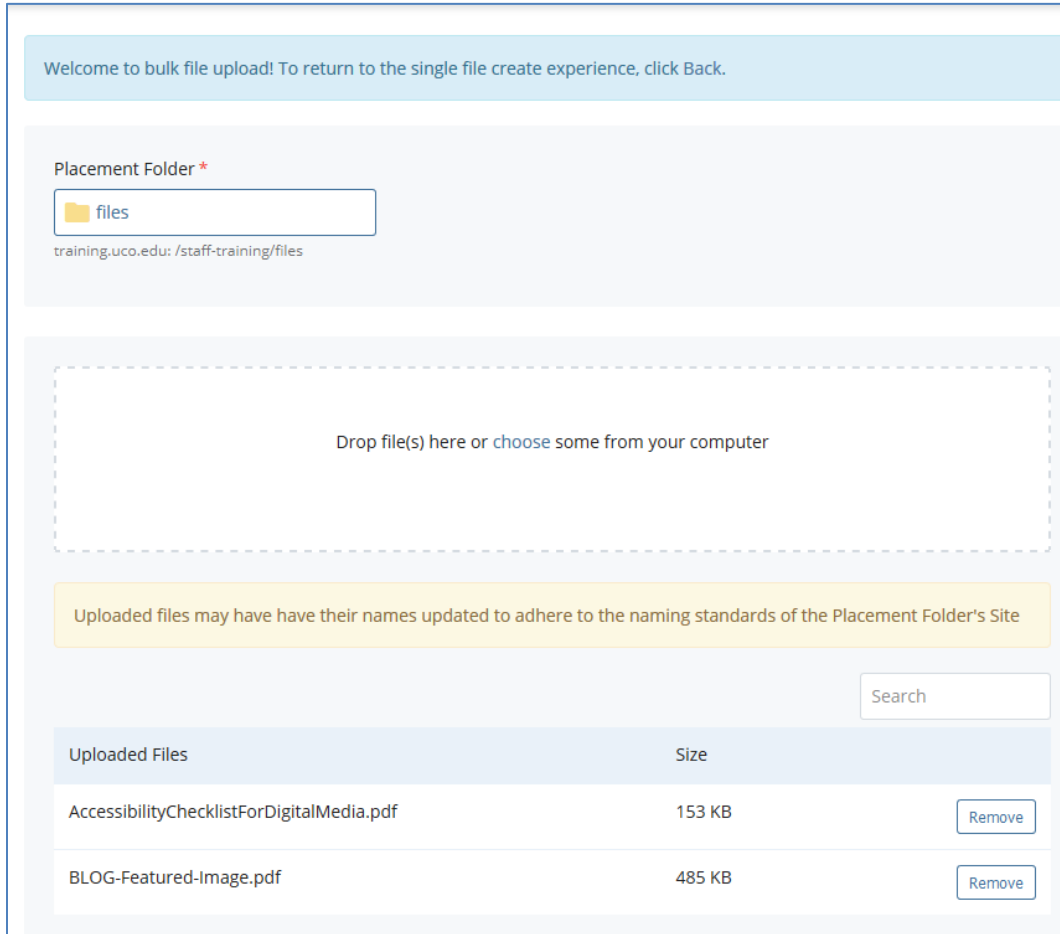 Welcome to bulk file upload! To return to the single file create experience, click Back.
Placement Folder *
files
training.uco.edu: /staff-training/files
Drop file(s) here or choose some from your computer
Uploaded files may have have their names updated to adhere to the naming standards of the Placement Folder's Site
Search
Uploaded Files Size
AccessibilityChecklistForDigitalMedia.pdf 153 KB Remove
BLOG-Featured-Image.pdf 485 KB Remove